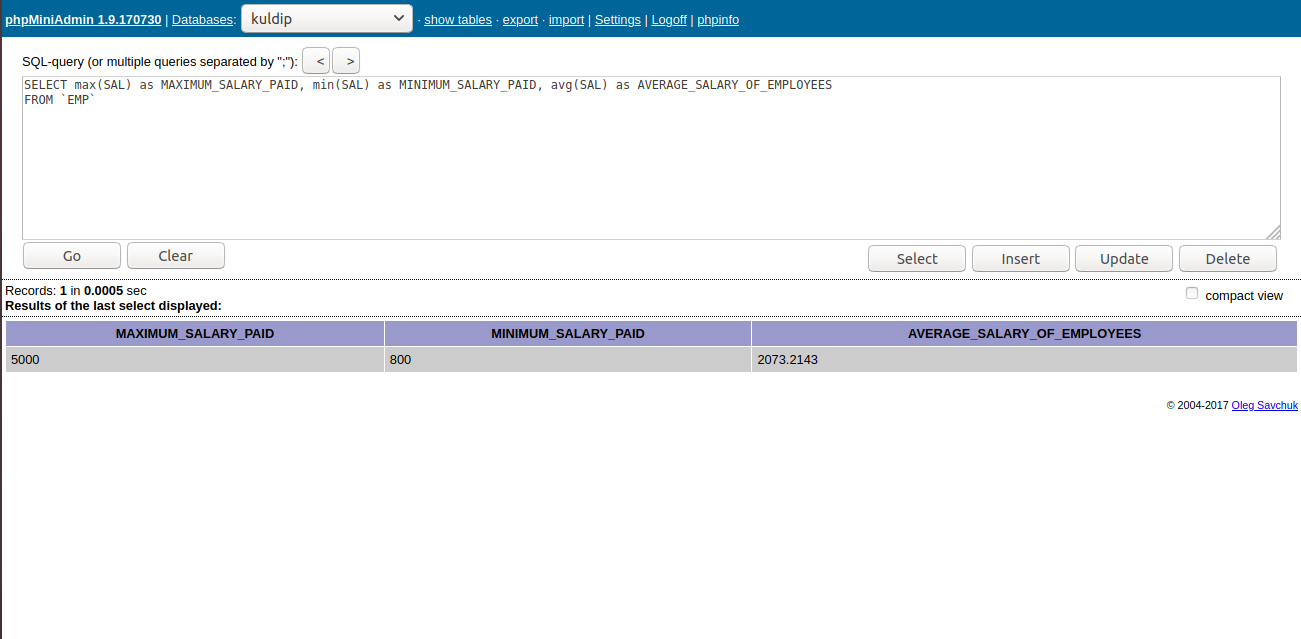 phpMiniAdmin 1.9.170730 | Databases: kuldip · show tables · export · import | Settings | Logoff | phpinfo
SQL-query (or multiple queries separated by ";"): < >
SELECT max(SAL) as MAXIMUM_SALARY_PAID, min(SAL) as MINIMUM_SALARY_PAID, avg(SAL) as AVERAGE_SALARY_OF_EMPLOYEES
FROM `EMP`
Go Clear Select Insert Update Delete
Records: 1 in 0.0005 sec compact view
Results of the last select displayed:
MAXIMUM_SALARY_PAID MINIMUM_SALARY_PAID AVERAGE_SALARY_OF_EMPLOYEES
5000 800 2073.2143
© 2004-2017 Oleg Savchuk